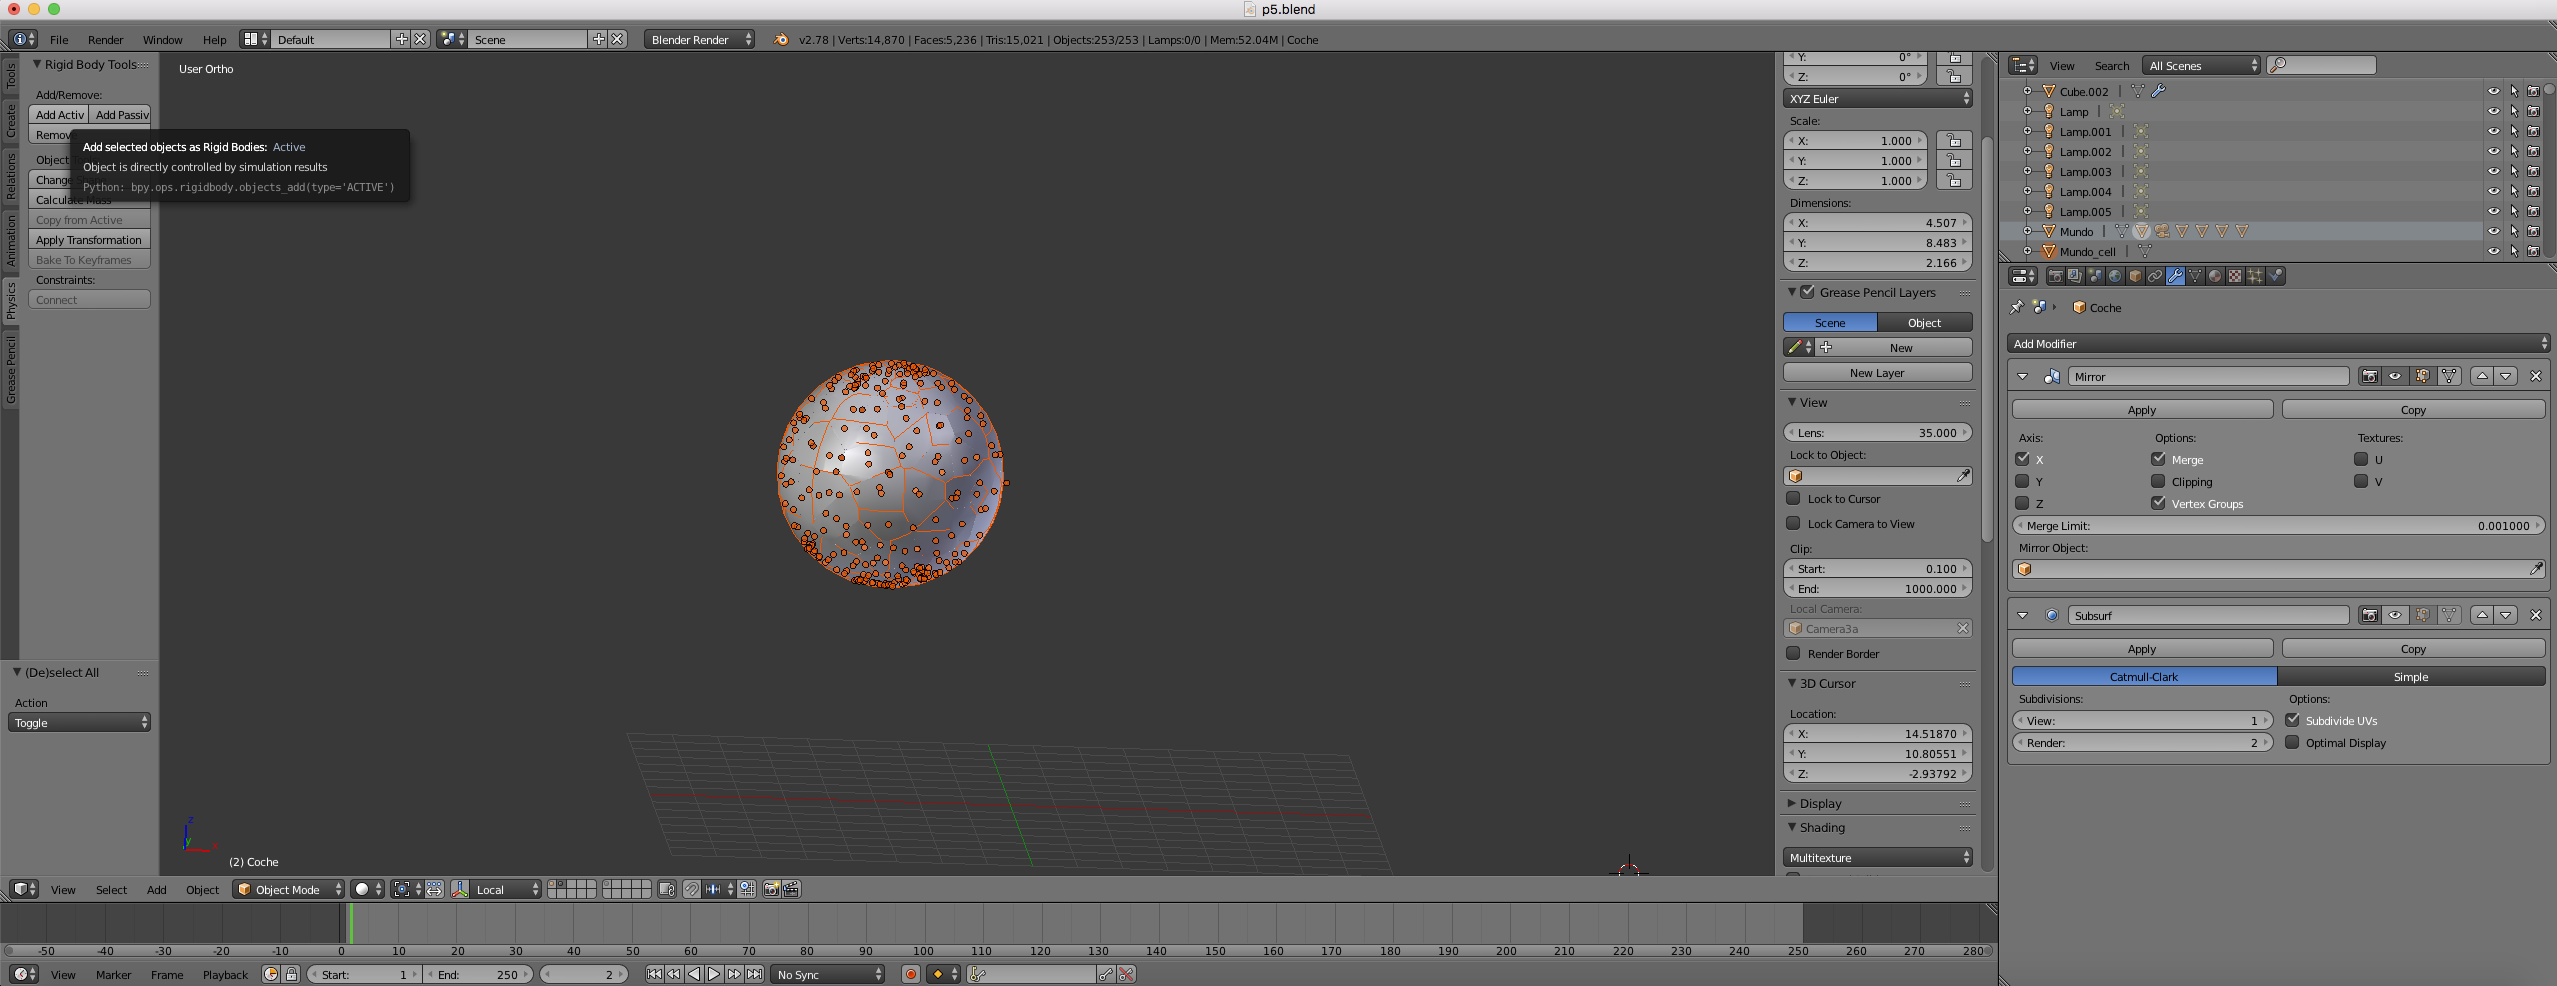 p5.blend
File Render Window Help Default Scene Blender Render v2.78 | Verts:14,870 | Faces:5,236 | Tris:15,021 | Objects:253/253 | Lamps:0/0 | Mem:52.04M | Coche
Tools
Create
Relations
Animation
Physics
Grease Pencil
Rigid Body Tools
Add/Remove:
Add Activ Add Passiv
Remove
Object
Change
Calculate Mass
Copy from Active
Apply Transformation
Bake To Keyframes
Constraints:
Connect
Add selected objects as Rigid Bodies: Active
Object is directly controlled by simulation results
Python: bpy.ops.rigidbody.objects_add(type='ACTIVE')
(De)select All
Action
Toggle
User Ortho
z
y
x
(2) Coche
Y: 0°
Z: 0°
XYZ Euler
Scale:
X: 1.000
Y: 1.000
Z: 1.000
Dimensions:
X: 4.507
Y: 8.483
Z: 2.166
Grease Pencil Layers
Scene Object
New
New Layer
View
Lens: 35.000
Lock to Object:
Lock to Cursor
Lock Camera to View
Clip:
Start: 0.100
End: 1000.000
Local Camera:
Camera3a
Render Border
3D Cursor
Location:
X: 14.51870
Y: 10.80551
Z: -2.93792
Display
Shading
Multitexture
View Search All Scenes
Cube.002
Lamp
Lamp.001
Lamp.002
Lamp.003
Lamp.004
Lamp.005
Mundo
Mundo_cell
Coche
Add Modifier
Mirror
Apply Copy
Axis: Options: Textures:
X Merge U
Y Clipping V
Z Vertex Groups
Merge Limit: 0.001000
Mirror Object:
Subsurf
Apply Copy
Catmull-Clark Simple
Subdivisions: Options:
View: 1 Subdivide UVs
Render: 2 Optimal Display
View Select Add Object Object Mode Local
-50 -40 -30 -20 -10 0 10 20 30 40 50 60 70 80 90 100 110 120 130 140 150 160 170 180 190 200 210 220 230 240 250 260 270 280
View Marker Frame Playback Start: 1 End: 250 2 No Sync